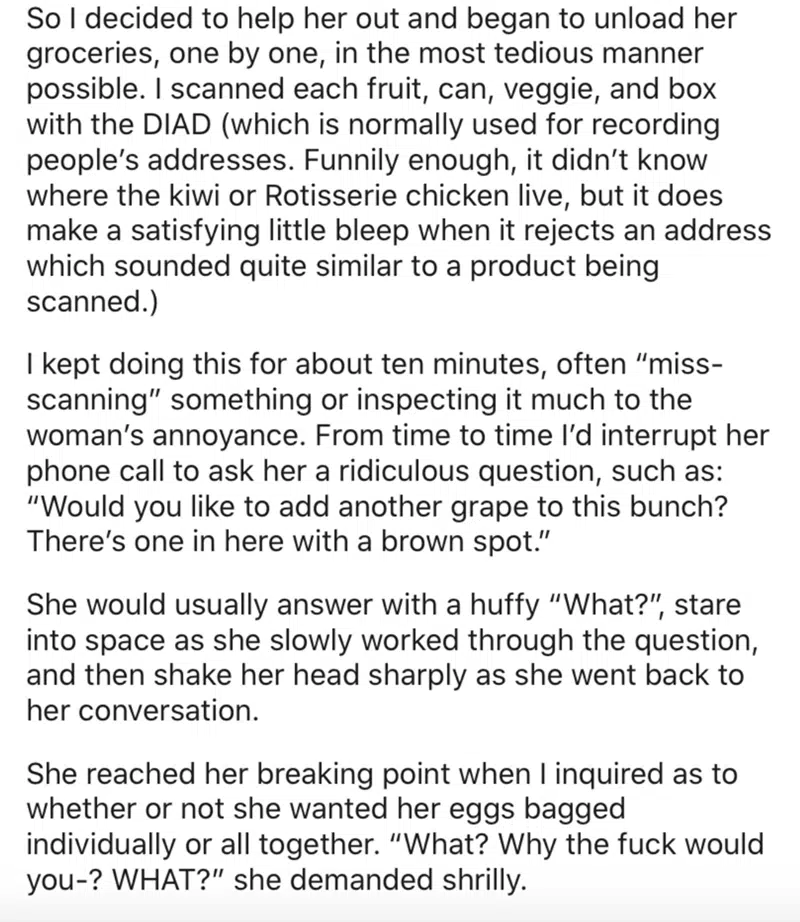 So I decided to help her out and began to unload her
groceries, one by one, in the most tedious manner
possible. I scanned each fruit, can, veggie, and box
with the DIAD (which is normally used for recording
people’s addresses. Funnily enough, it didn’t know
where the kiwi or Rotisserie chicken live, but it does
make a satisfying little bleep when it rejects an address
which sounded quite similar to a product being
scanned.)
I kept doing this for about ten minutes, often “miss-
scanning” something or inspecting it much to the
woman’s annoyance. From time to time I’d interrupt her
phone call to ask her a ridiculous question, such as:
“Would you like to add another grape to this bunch?
There’s one in here with a brown spot.”
She would usually answer with a huffy “What?”, stare
into space as she slowly worked through the question,
and then shake her head sharply as she went back to
her conversation.
She reached her breaking point when I inquired as to
whether or not she wanted her eggs bagged
individually or all together. “What? Why the fuck would
you-? WHAT?” she demanded shrilly.